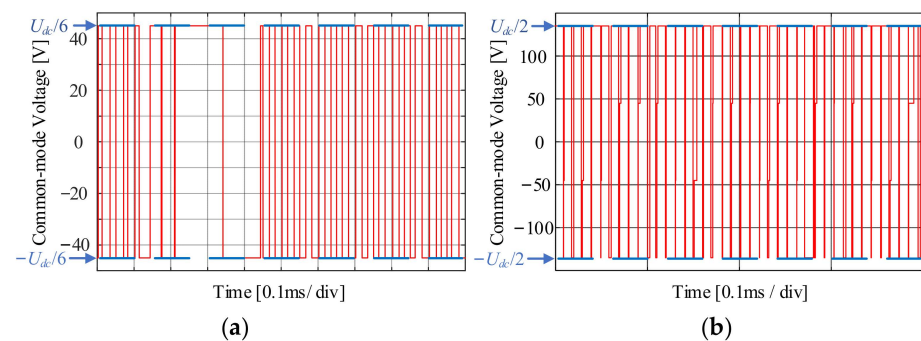 U_dc/6
40
20
0
−20
−40
−U_dc/6
Common-mode Voltage [V]
Time [0.1ms/ div]
(a)
U_dc/2
100
50
0
−50
−100
−U_dc/2
Common-mode Voltage [V]
Time [0.1ms / div]
(b)